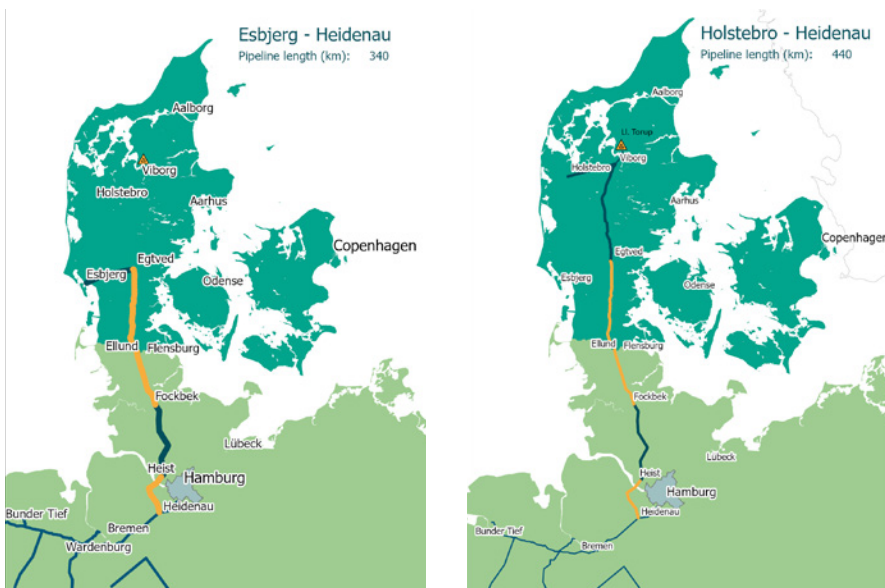 Esbjerg - Heidenau
Pipeline length (km): 340
Aalborg
Viborg
Holstebro
Aarhus
Copenhagen
Egtved
Esbjerg
Odense
Ellund
Flensburg
Fockbek
Lübeck
Heist
Hamburg
Heidenau
Bunder Tief
Bremen
Wardenburg
Holstebro - Heidenau
Pipeline length (km): 440
Aalborg
Ll. Torup
Viborg
Holstebro
Aarhus
Copenhagen
Egtved
Esbjerg
Odense
Ellund
Flensburg
Fockbek
Lübeck
Heist
Hamburg
Heidenau
Bunder Tief
Bremen